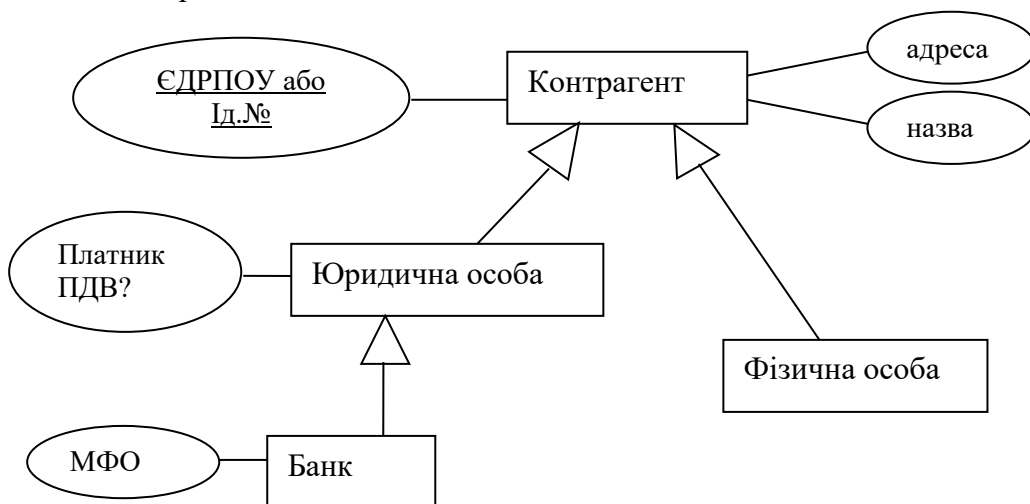 ЄДРПОУ або
Ід.№
Контрагент
адреса
назва
Платник
ПДВ?
Юридична особа
Фізична особа
МФО
Банк